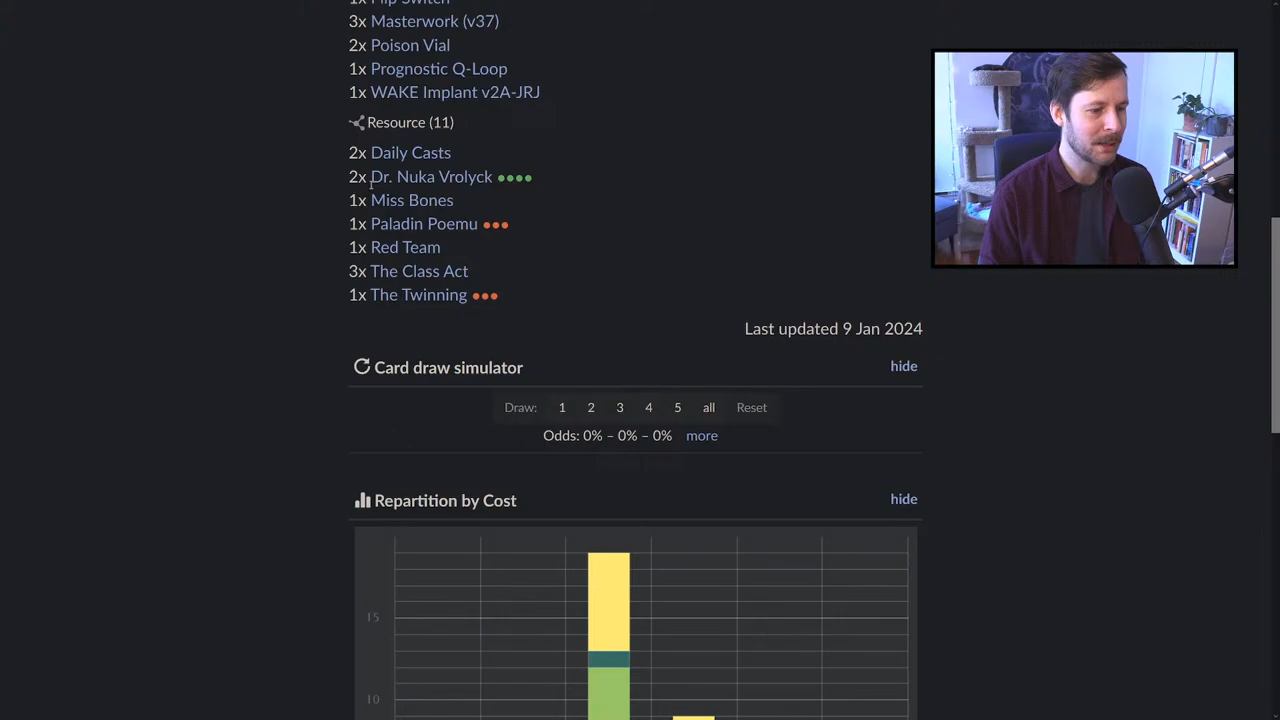 1x Flip Switch
3x Masterwork (v37)
2x Poison Vial
1x Prognostic Q-Loop
1x WAKE Implant v2A-JRJ
Resource (11)
2x Daily Casts
2x Dr. Nuka Vrolyck
1x Miss Bones
1x Paladin Poemu
1x Red Team
3x The Class Act
1x The Twinning
Last updated 9 Jan 2024
Card draw simulator hide
Draw: 1 2 3 4 5 all Reset
Odds: 0% – 0% – 0% more
Repartition by Cost hide
15
10